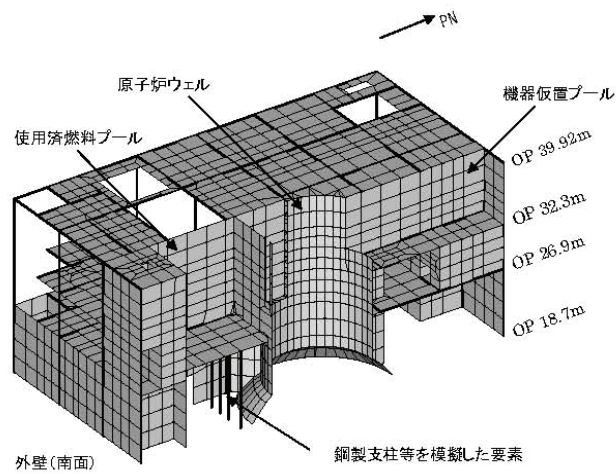 PN
原子炉ウェル
機器仮置プール
使用済燃料プール
OP 39.92m
OP 32.3m
OP 26.9m
OP 18.7m
鋼製支柱等を模擬した要素
外壁(南面)